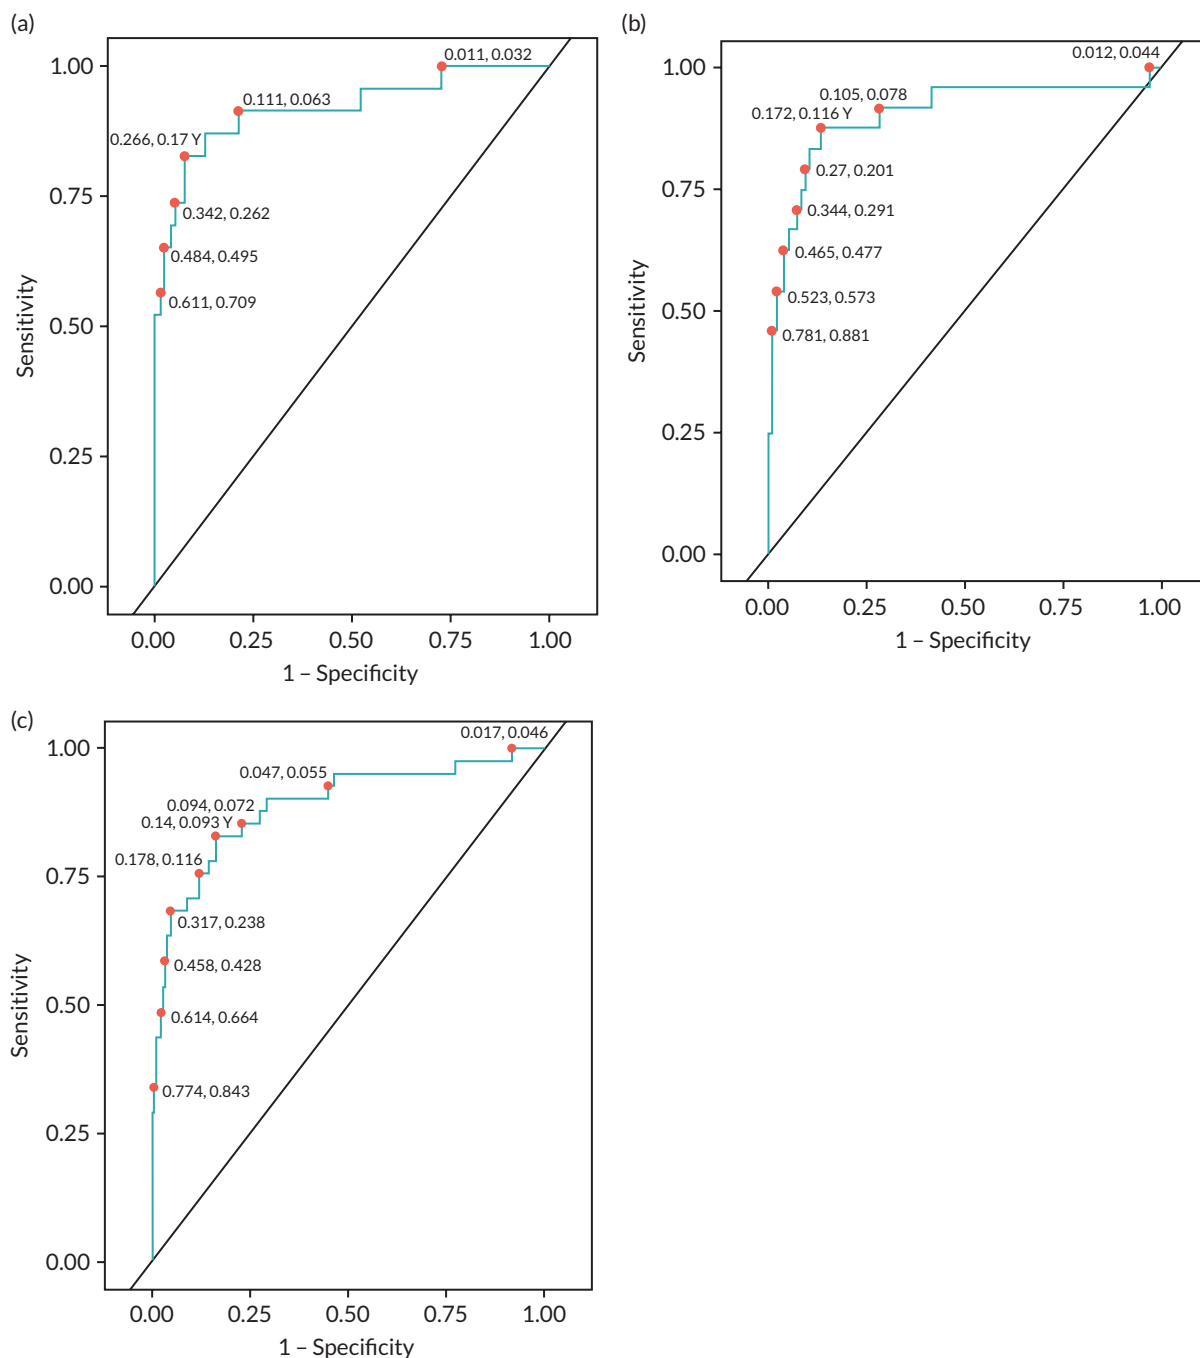 (a)
0.011, 0.032
1.00
0.111, 0.063
0.266, 0.17 Y
0.75
0.342, 0.262
0.484, 0.495
0.611, 0.709
0.50
Sensitivity
0.25
0.00
0.00 0.25 0.50 0.75 1.00
1 – Specificity
(b)
0.012, 0.044
1.00
0.105, 0.078
0.172, 0.116 Y
0.27, 0.201
0.75
0.344, 0.291
0.465, 0.477
0.523, 0.573
0.50
0.781, 0.881
Sensitivity
0.25
0.00
0.00 0.25 0.50 0.75 1.00
1 – Specificity
(c)
0.017, 0.046
1.00
0.047, 0.055
0.094, 0.072
0.14, 0.093 Y
0.178, 0.116
0.75
0.317, 0.238
0.458, 0.428
0.50
0.614, 0.664
Sensitivity
0.774, 0.843
0.25
0.00
0.00 0.25 0.50 0.75 1.00
1 – Specificity